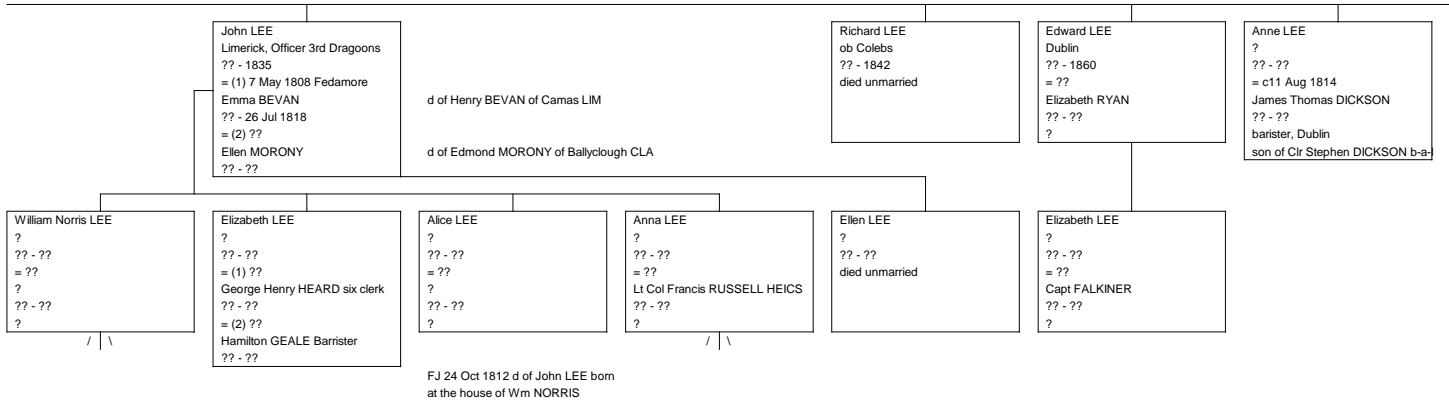 John LEE
Limerick, Officer 3rd Dragoons
?? - 1835
= (1) 7 May 1808 Fedamore
Emma BEVAN
?? - 26 Jul 1818
= (2) ??
Ellen MORONY
?? - ??
d of Henry BEVAN of Camas LIM
d of Edmond MORONY of Ballyclough CLA
Richard LEE
ob Colebs
?? - 1842
died unmarried
Edward LEE
Dublin
?? - 1860
= ??
Elizabeth RYAN
?? - ??
?
Anne LEE
?
?? - ??
= c11 Aug 1814
James Thomas DICKSON
?? - ??
barister, Dublin
son of Clr Stephen DICKSON b-a-l
William Norris LEE
?
?? - ??
= ??
?
?? - ??
?
/ \
Elizabeth LEE
?
?? - ??
= (1) ??
George Henry HEARD six clerk
?? - ??
= (2) ??
Hamilton GEALE Barrister
?? - ??
Alice LEE
?
?? - ??
= ??
?
?? - ??
?
FJ 24 Oct 1812 d of John LEE born
at the house of Wm NORRIS
Anna LEE
?
?? - ??
= ??
Lt Col Francis RUSSELL HEICS
?? - ??
?
/ \
Ellen LEE
?
?? - ??
died unmarried
Elizabeth LEE
?
?? - ??
= ??
Capt FALKINER
?? - ??
?